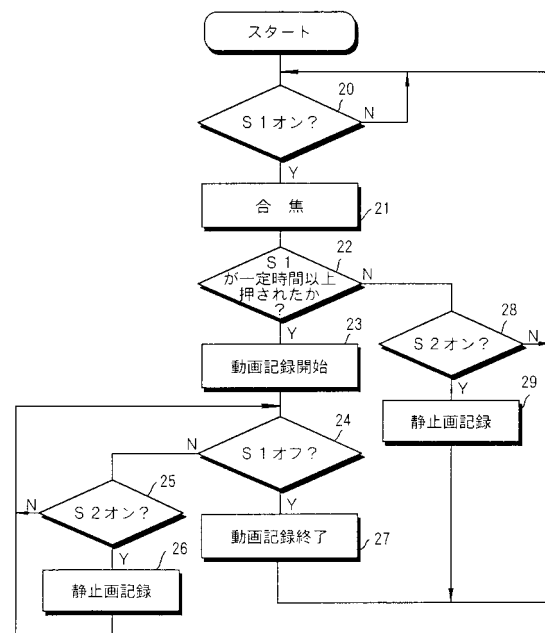 スタート
20
S1オン?
N
Y
合 焦
21
S1
が一定時間以上
押されたか
?
22
N
Y
23
動画記録開始
28
S2オン?
N
Y
29
静止画記録
24
S1オフ?
N
Y
25
S2オン?
N
Y
26
静止画記録
動画記録終了
27